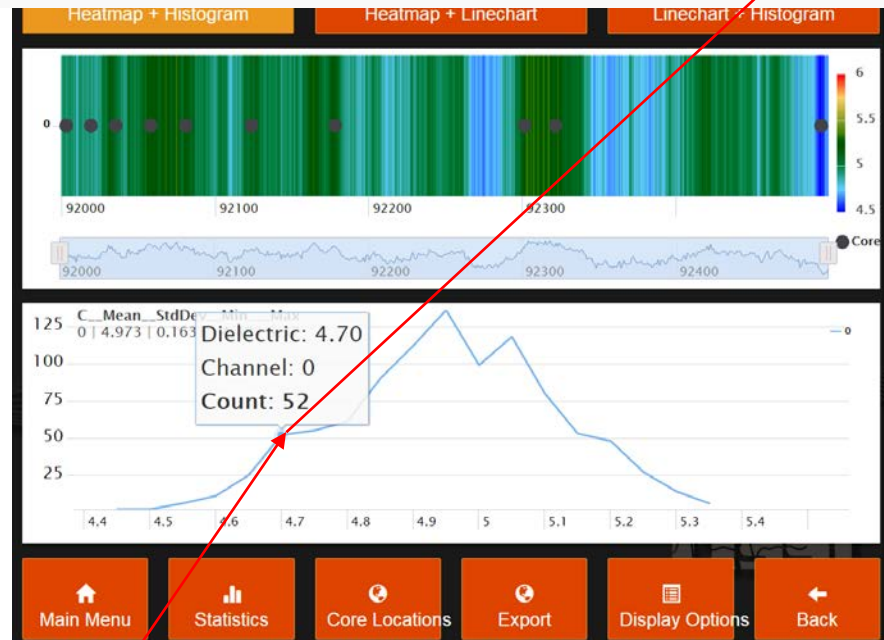 Heatmap + Histogram
Heatmap + Linechart
Linechart + Histogram
6
5.5
5
4.5
0
92000
92100
92200
92300
Core
92000
92100
92200
92300
92400
C__Mean__StdDev__Min__Max
0 | 4.973 | 0.163
Dielectric: 4.70
Channel: 0
Count: 52
0
125
100
75
50
25
4.4
4.5
4.6
4.7
4.8
4.9
5
5.1
5.2
5.3
5.4
Main Menu
Statistics
Core Locations
Export
Display Options
Back